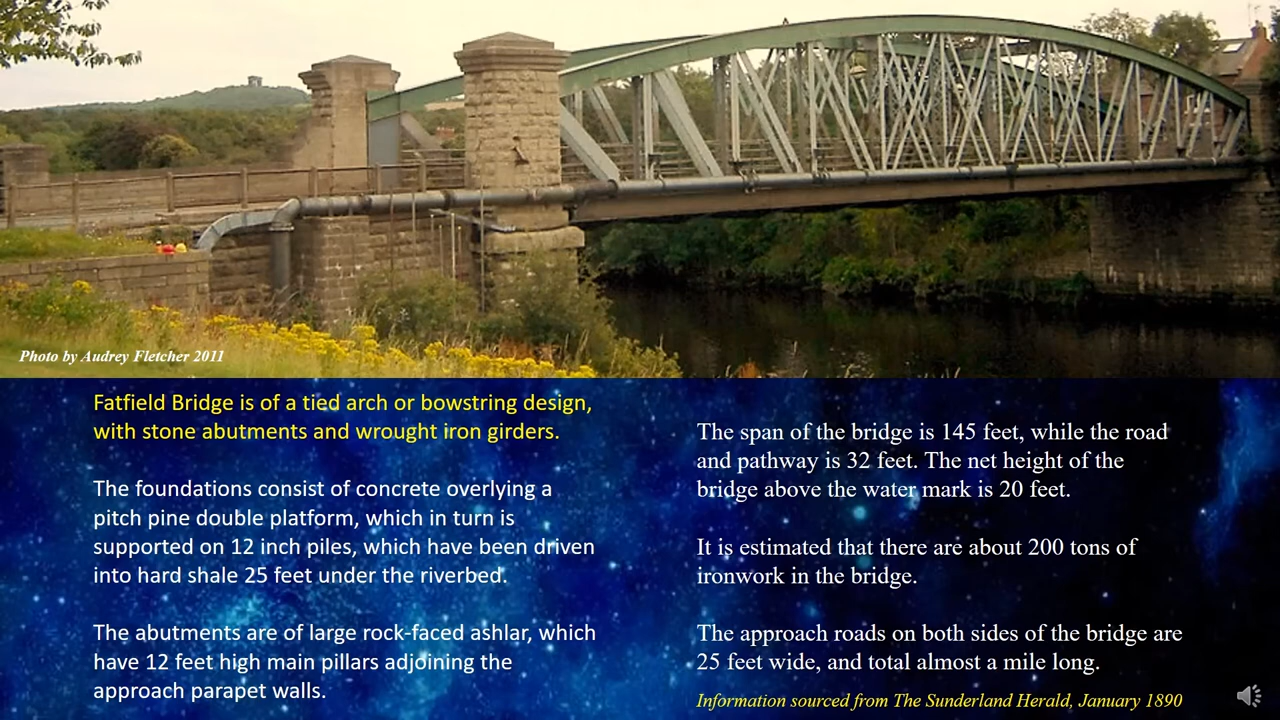 Photo by Audrey Fletcher 2011
Fatfield Bridge is of a tied arch or bowstring design,
with stone abutments and wrought iron girders.
The foundations consist of concrete overlying a
pitch pine double platform, which in turn is
supported on 12 inch piles, which have been driven
into hard shale 25 feet under the riverbed.
The abutments are of large rock-faced ashlar, which
have 12 feet high main pillars adjoining the
approach parapet walls.
The span of the bridge is 145 feet, while the road
and pathway is 32 feet. The net height of the
bridge above the water mark is 20 feet.
It is estimated that there are about 200 tons of
ironwork in the bridge.
The approach roads on both sides of the bridge are
25 feet wide, and total almost a mile long.
Information sourced from The Sunderland Herald, January 1890